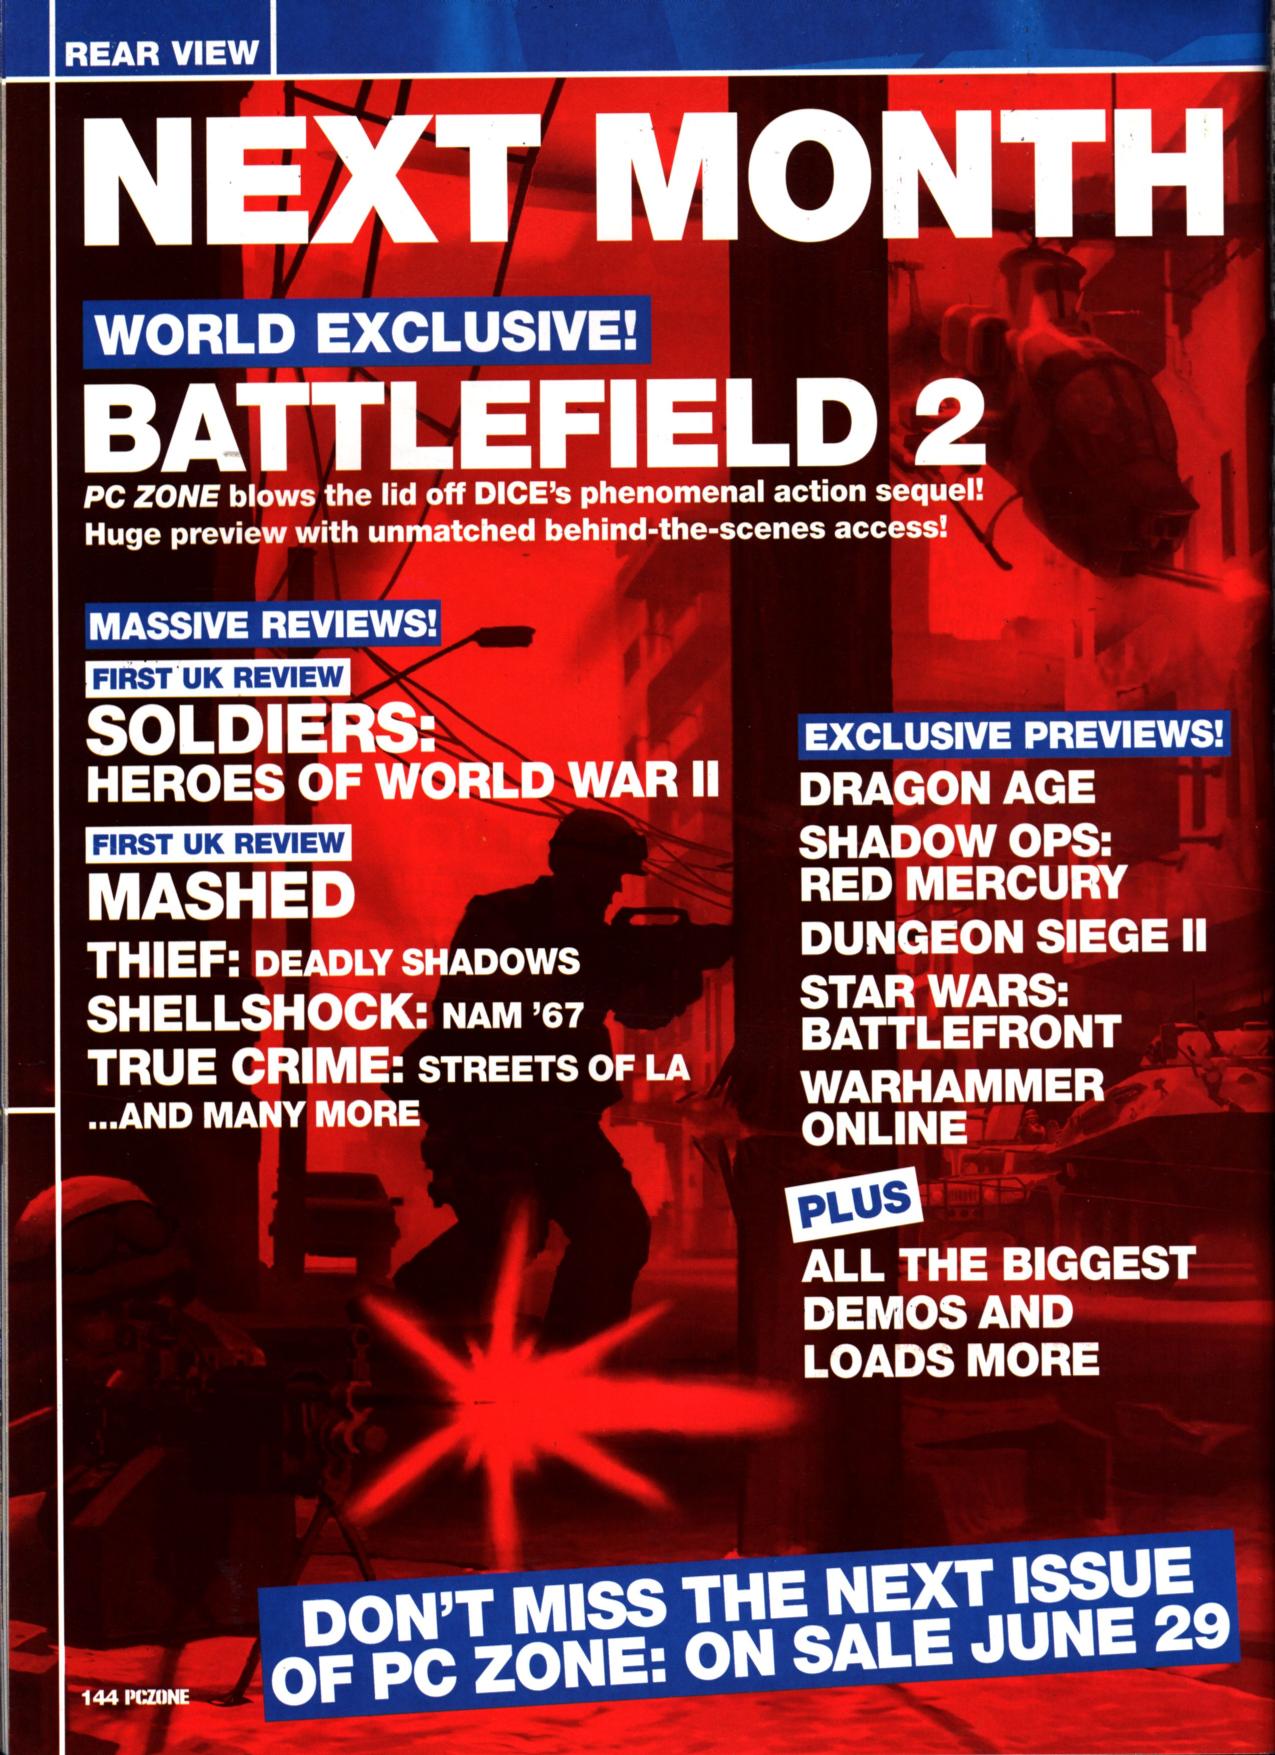 REAR VIEW
NEXT MONTH
WORLD EXCLUSIVE!
BATTLEFIELD 2
PC ZONE blows the lid off DICE's phenomenal action sequel!
Huge preview with unmatched behind-the-scenes access!
MASSIVE REVIEWS!
FIRST UK REVIEW
SOLDIERS:
HEROES OF WORLD WAR II
FIRST UK REVIEW
MASHED
THIEF: DEADLY SHADOWS
SHELLSHOCK: NAM '67
TRUE CRIME: STREETS OF LA
...AND MANY MORE
EXCLUSIVE PREVIEWS!
DRAGON AGE
SHADOW OPS:
RED MERCURY
DUNGEON SIEGE II
STAR WARS:
BATTLEFRONT
WARHAMMER
ONLINE
PLUS
ALL THE BIGGEST
DEMOS AND
LOADS MORE
DON'T MISS THE NEXT ISSUE
OF PC ZONE: ON SALE JUNE 29
144 PCZONE